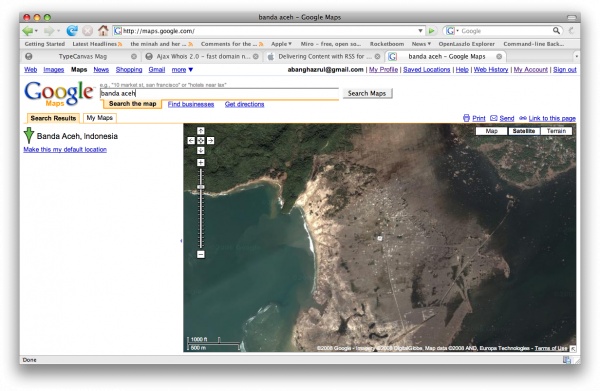 banda aceh - Google Maps
http://maps.google.com/
Google
Getting Started Latest Headlines the minah and her ... Comments for the ... Apple Miro - free, open so... Rocketboom News OpenLaszlo Explorer Command-line Back...
TypeCanvas Mag Ajax Whois 2.0 - fast domain n... Delivering Content with RSS for ... banda aceh - Google Maps
Web Images Maps News Shopping Gmail more
abanghazrul@gmail.com | My Profile | Saved Locations | Help | Web History | My Account | Sign out
Google Maps
e.g., "10 market st, san francisco" or "hotels near lax"
banda aceh
Search Maps
Search the map Find businesses Get directions
Search Results My Maps
Print Send Link to this page
Banda Aceh, Indonesia
Make this my default location
Map Satellite Terrain
1000 ft
500 m
©2008 Google - Imagery ©2008 DigitalGlobe, Map data ©2008 AND, Europa Technologies - Terms of Use
Done